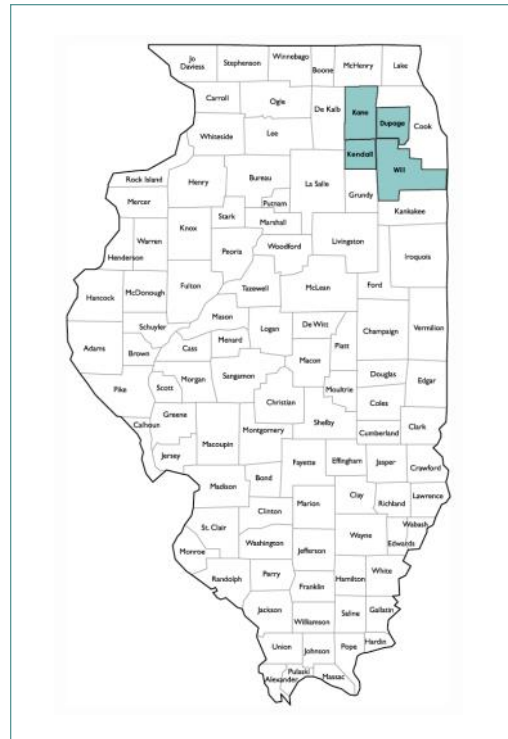 Jo
Daviess
Stephenson
Winnebago
Boone
McHenry
Lake
Carroll
Ogle
De Kalb
Kane
Dupage
Cook
Whiteside
Lee
Kendall
Will
Rock Island
Henry
Bureau
La Salle
Grundy
Mercer
Putnam
Kankakee
Stark
Marshall
Knox
Warren
Henderson
Peoria
Woodford
Livingston
Iroquois
Fulton
Tazewell
McLean
Ford
Hancock
McDonough
Mason
Schuyler
Logan
De Witt
Champaign
Vermilion
Adams
Brown
Cass
Menard
Piatt
Macon
Sangamon
Douglas
Edgar
Pike
Scott
Morgan
Christian
Moultrie
Coles
Greene
Calhoun
Shelby
Cumberland
Clark
Macoupin
Montgomery
Jersey
Fayette
Effingham
Jasper
Crawford
Madison
Bond
Clay
Richland
Lawrence
Clinton
Marion
St. Clair
Wayne
Wabash
Edwards
Monroe
Washington
Jefferson
Randolph
Perry
Hamilton
White
Franklin
Jackson
Williamson
Saline
Gallatin
Union
Johnson
Pope
Hardin
Pulaski
Alexander
Massac